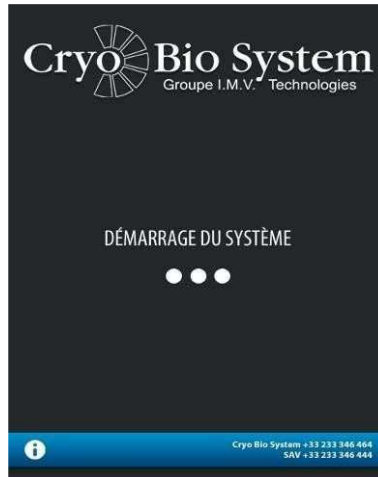 Cryo Bio System
Groupe I.M.V. Technologies
DÉMARRAGE DU SYSTÈME
i
Cryo Bio System +33 233 346 464
SAV +33 233 346 444